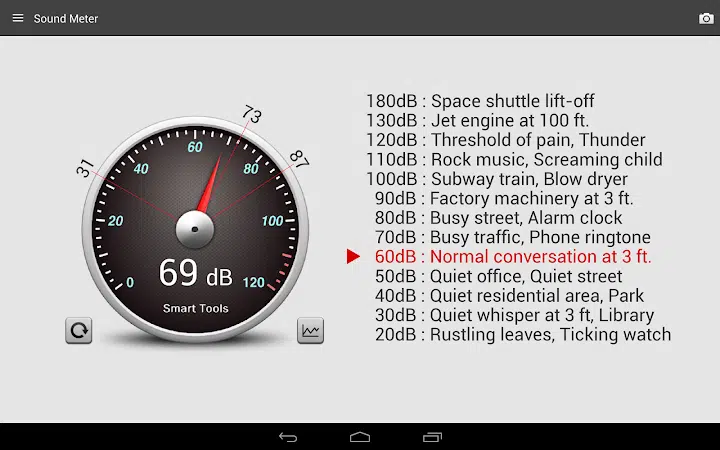 Sound Meter
31
73
87
0
20
40
60
80
100
120
69 dB
Smart Tools
180dB : Space shuttle lift-off
130dB : Jet engine at 100 ft.
120dB : Threshold of pain, Thunder
110dB : Rock music, Screaming child
100dB : Subway train, Blow dryer
90dB : Factory machinery at 3 ft.
80dB : Busy street, Alarm clock
70dB : Busy traffic, Phone ringtone
60dB : Normal conversation at 3 ft.
50dB : Quiet office, Quiet street
40dB : Quiet residential area, Park
30dB : Quiet whisper at 3 ft, Library
20dB : Rustling leaves, Ticking watch